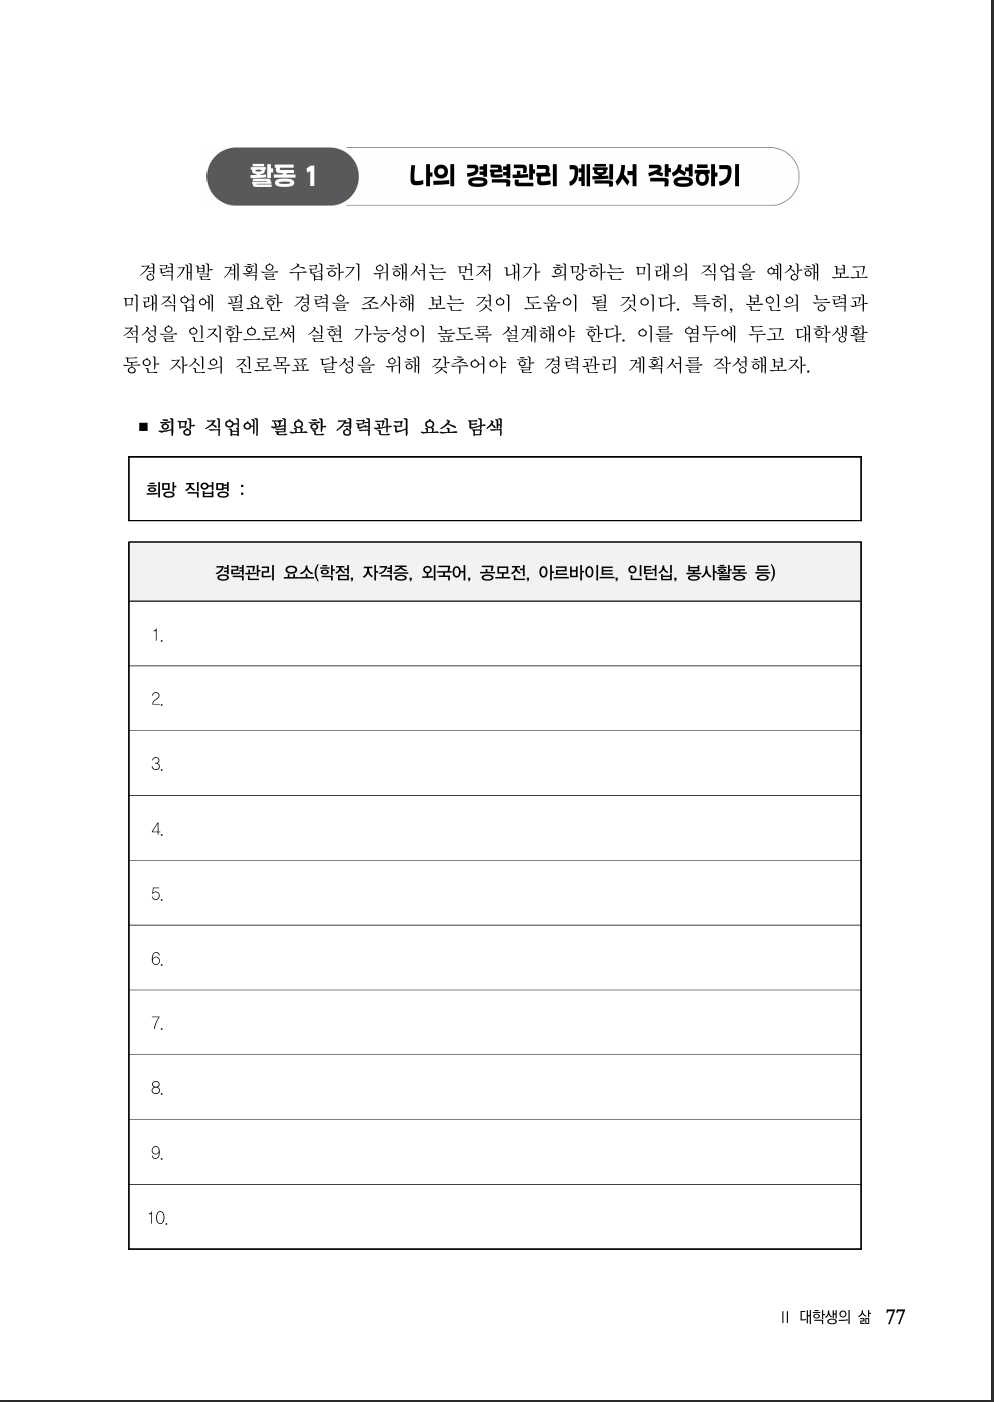 활동 1 나의 경력관리 계획서 작성하기
경력개발 계획을 수립하기 위해서는 먼저 내가 희망하는 미래의 직업을 예상해 보고
미래직업에 필요한 경력을 조사해 보는 것이 도움이 될 것이다. 특히, 본인의 능력과
적성을 인지함으로써 실현 가능성이 높도록 설계해야 한다. 이를 염두에 두고 대학생활
동안 자신의 진로목표 달성을 위해 갖추어야 할 경력관리 계획서를 작성해보자.
■ 희망 직업에 필요한 경력관리 요소 탐색
희망 직업명 :
경력관리 요소(학점, 자격증, 외국어, 공모전, 아르바이트, 인턴십, 봉사활동 등)
1.
2.
3.
4.
5.
6.
7.
8.
9.
10.
Ⅱ 대학생의 삶 77